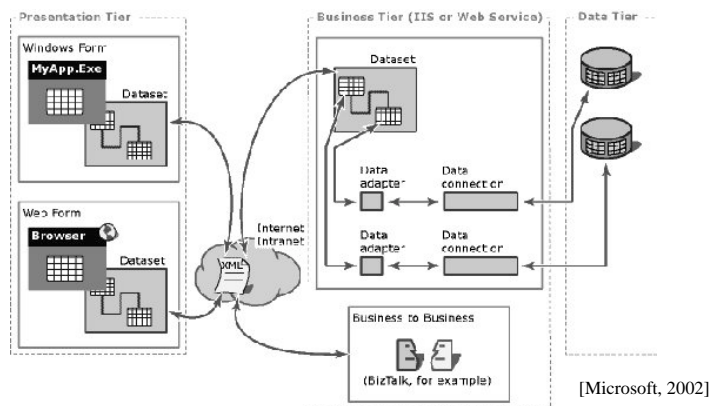 Presentation Tier
Business Tier (IIS or Web Service)
Data Tier
Windows Form
MyApp.Exe
Dataset
Dataset
Data
adapter
Data
connection
Web Form
Browser
Dataset
Internet
Intranet
XML
Data
adapter
Data
connection
Business to Business
(BizTalk, for example)
[Microsoft, 2002]